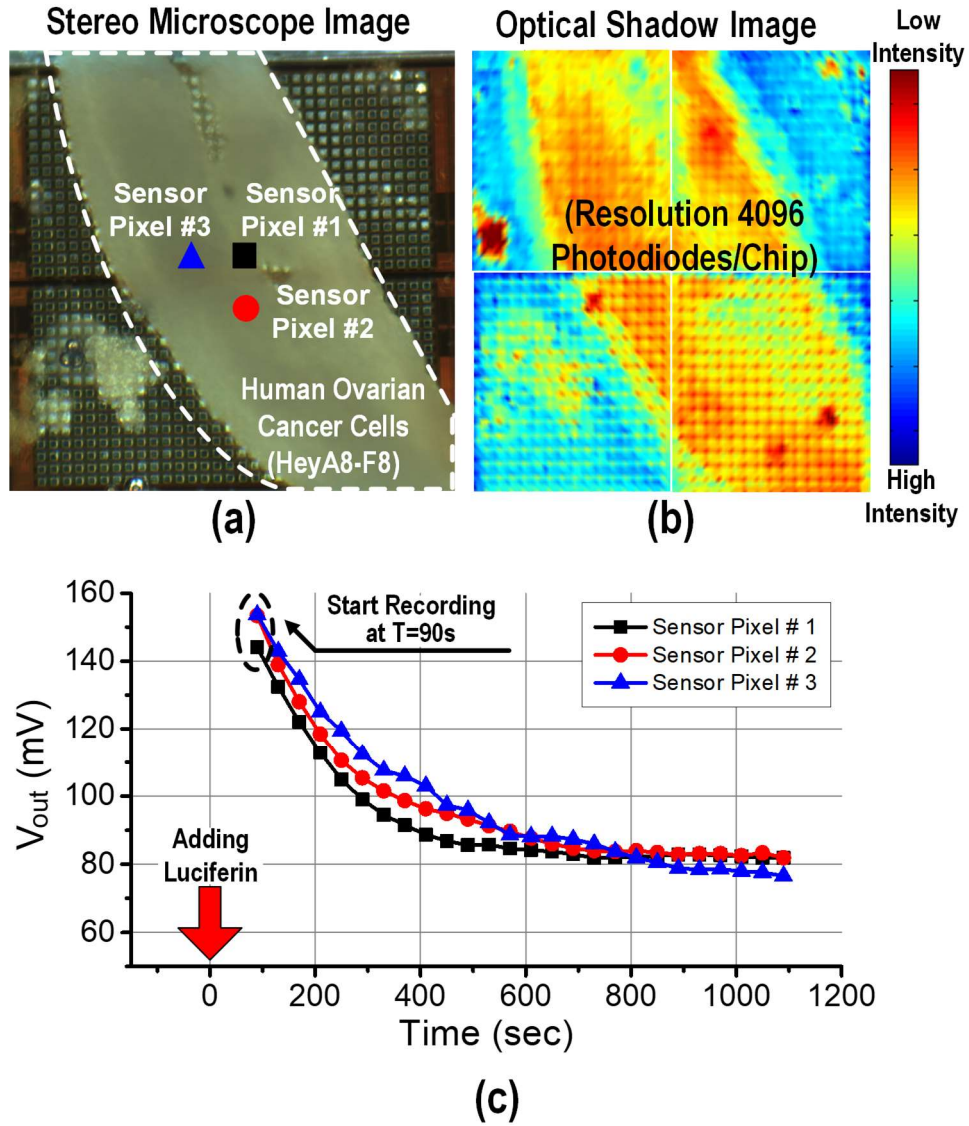 Stereo Microscope Image
Optical Shadow Image
Low
Intensity
Sensor
Pixel #3
Sensor
Pixel #1
Sensor
Pixel #2
Human Ovarian
Cancer Cells
(HeyA8-F8)
(Resolution 4096
Photodiodes/Chip)
High
Intensity
(a)
(b)
160
140
120
100
80
60
Vout (mV)
Start Recording
at T=90s
Sensor Pixel # 1
Sensor Pixel # 2
Sensor Pixel # 3
Adding
Luciferin
0 200 400 600 800 1000 1200
Time (sec)
(c)